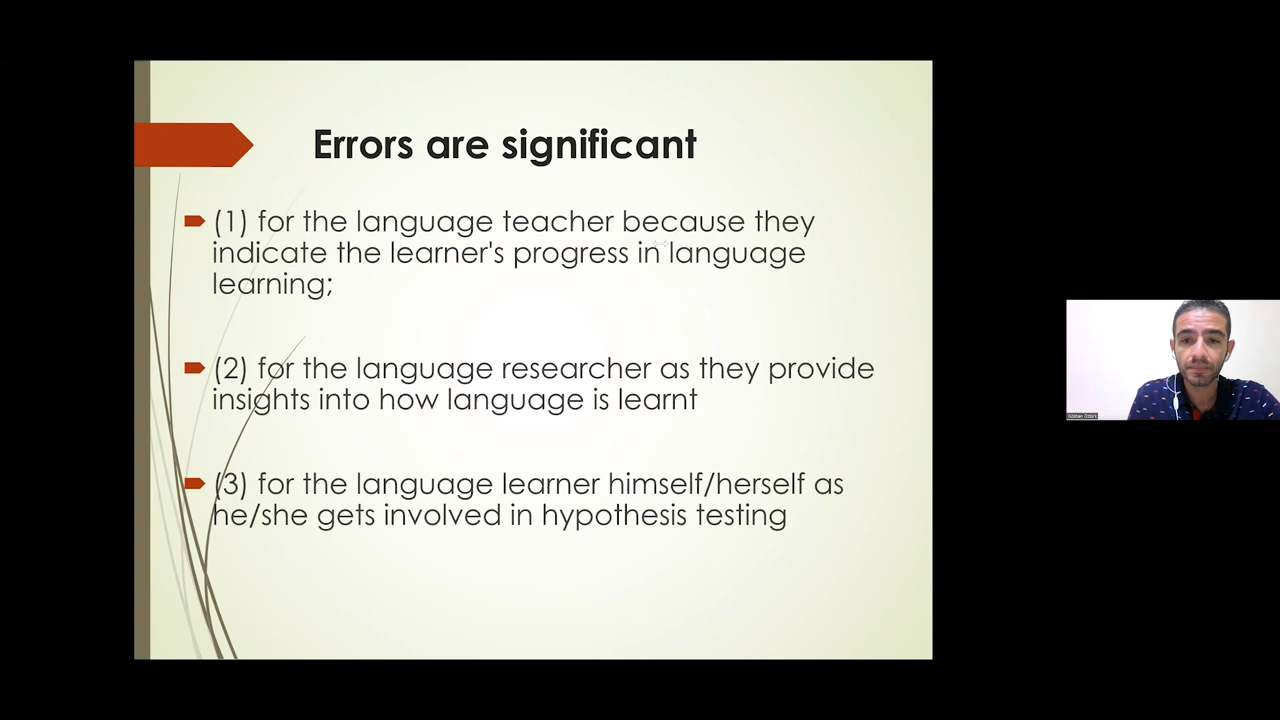 Errors are significant
(1) for the language teacher because they
indicate the learner's progress in language
learning;
(2) for the language researcher as they provide
insights into how language is learnt
(3) for the language learner himself/herself as
he/she gets involved in hypothesis testing
Gökhan Öztürk